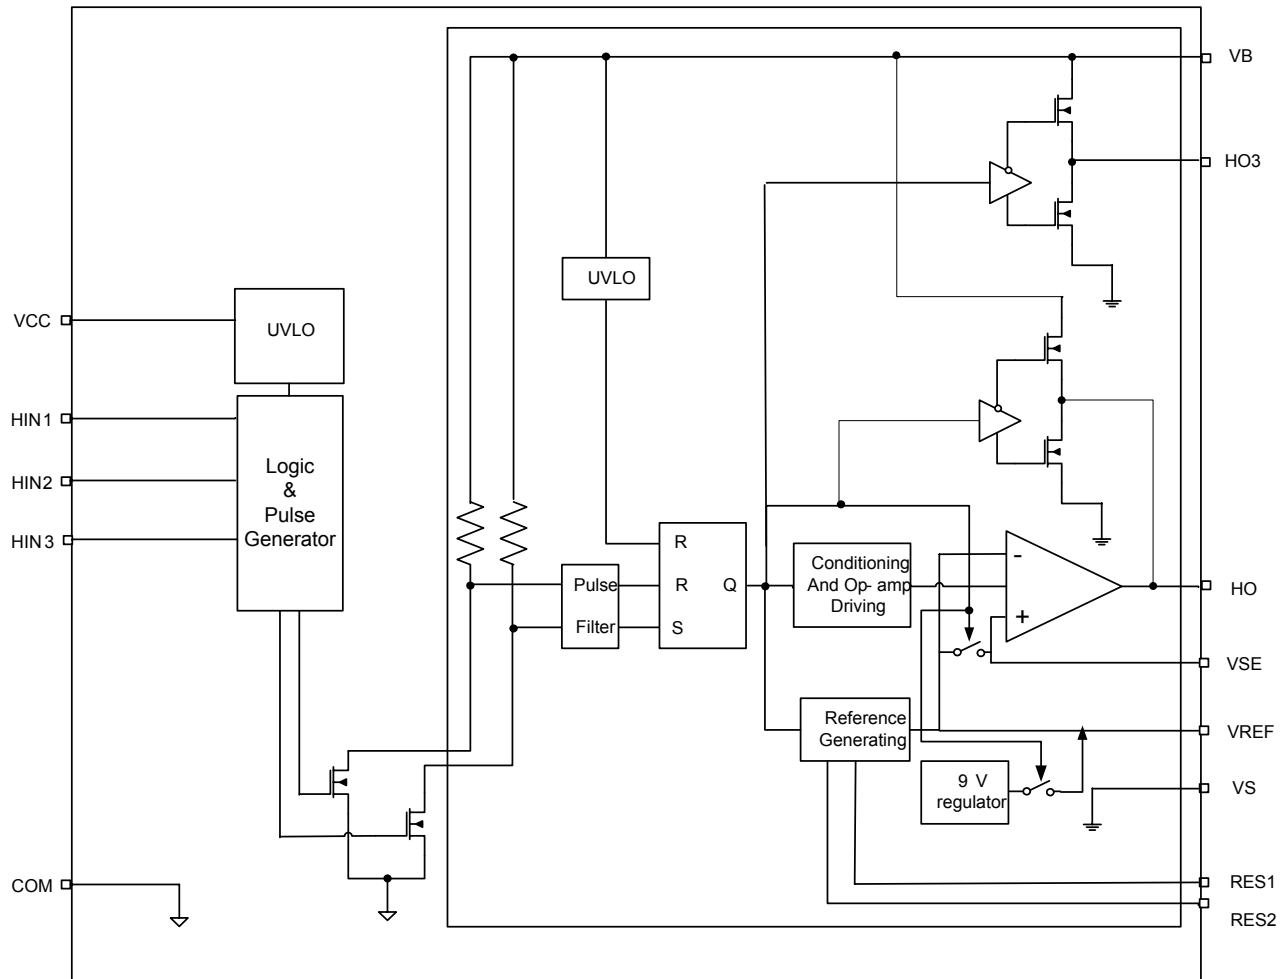 VB
HO3
UVLO
VCC
UVLO
HIN1
HIN2
HIN3
Logic
&
Pulse
Generator
R
R
S
Q
Pulse
Filter
Conditioning
And Op- amp
Driving
-
+
HO
VSE
Reference
Generating
VREF
9 V
regulator
VS
COM
RES1
RES2